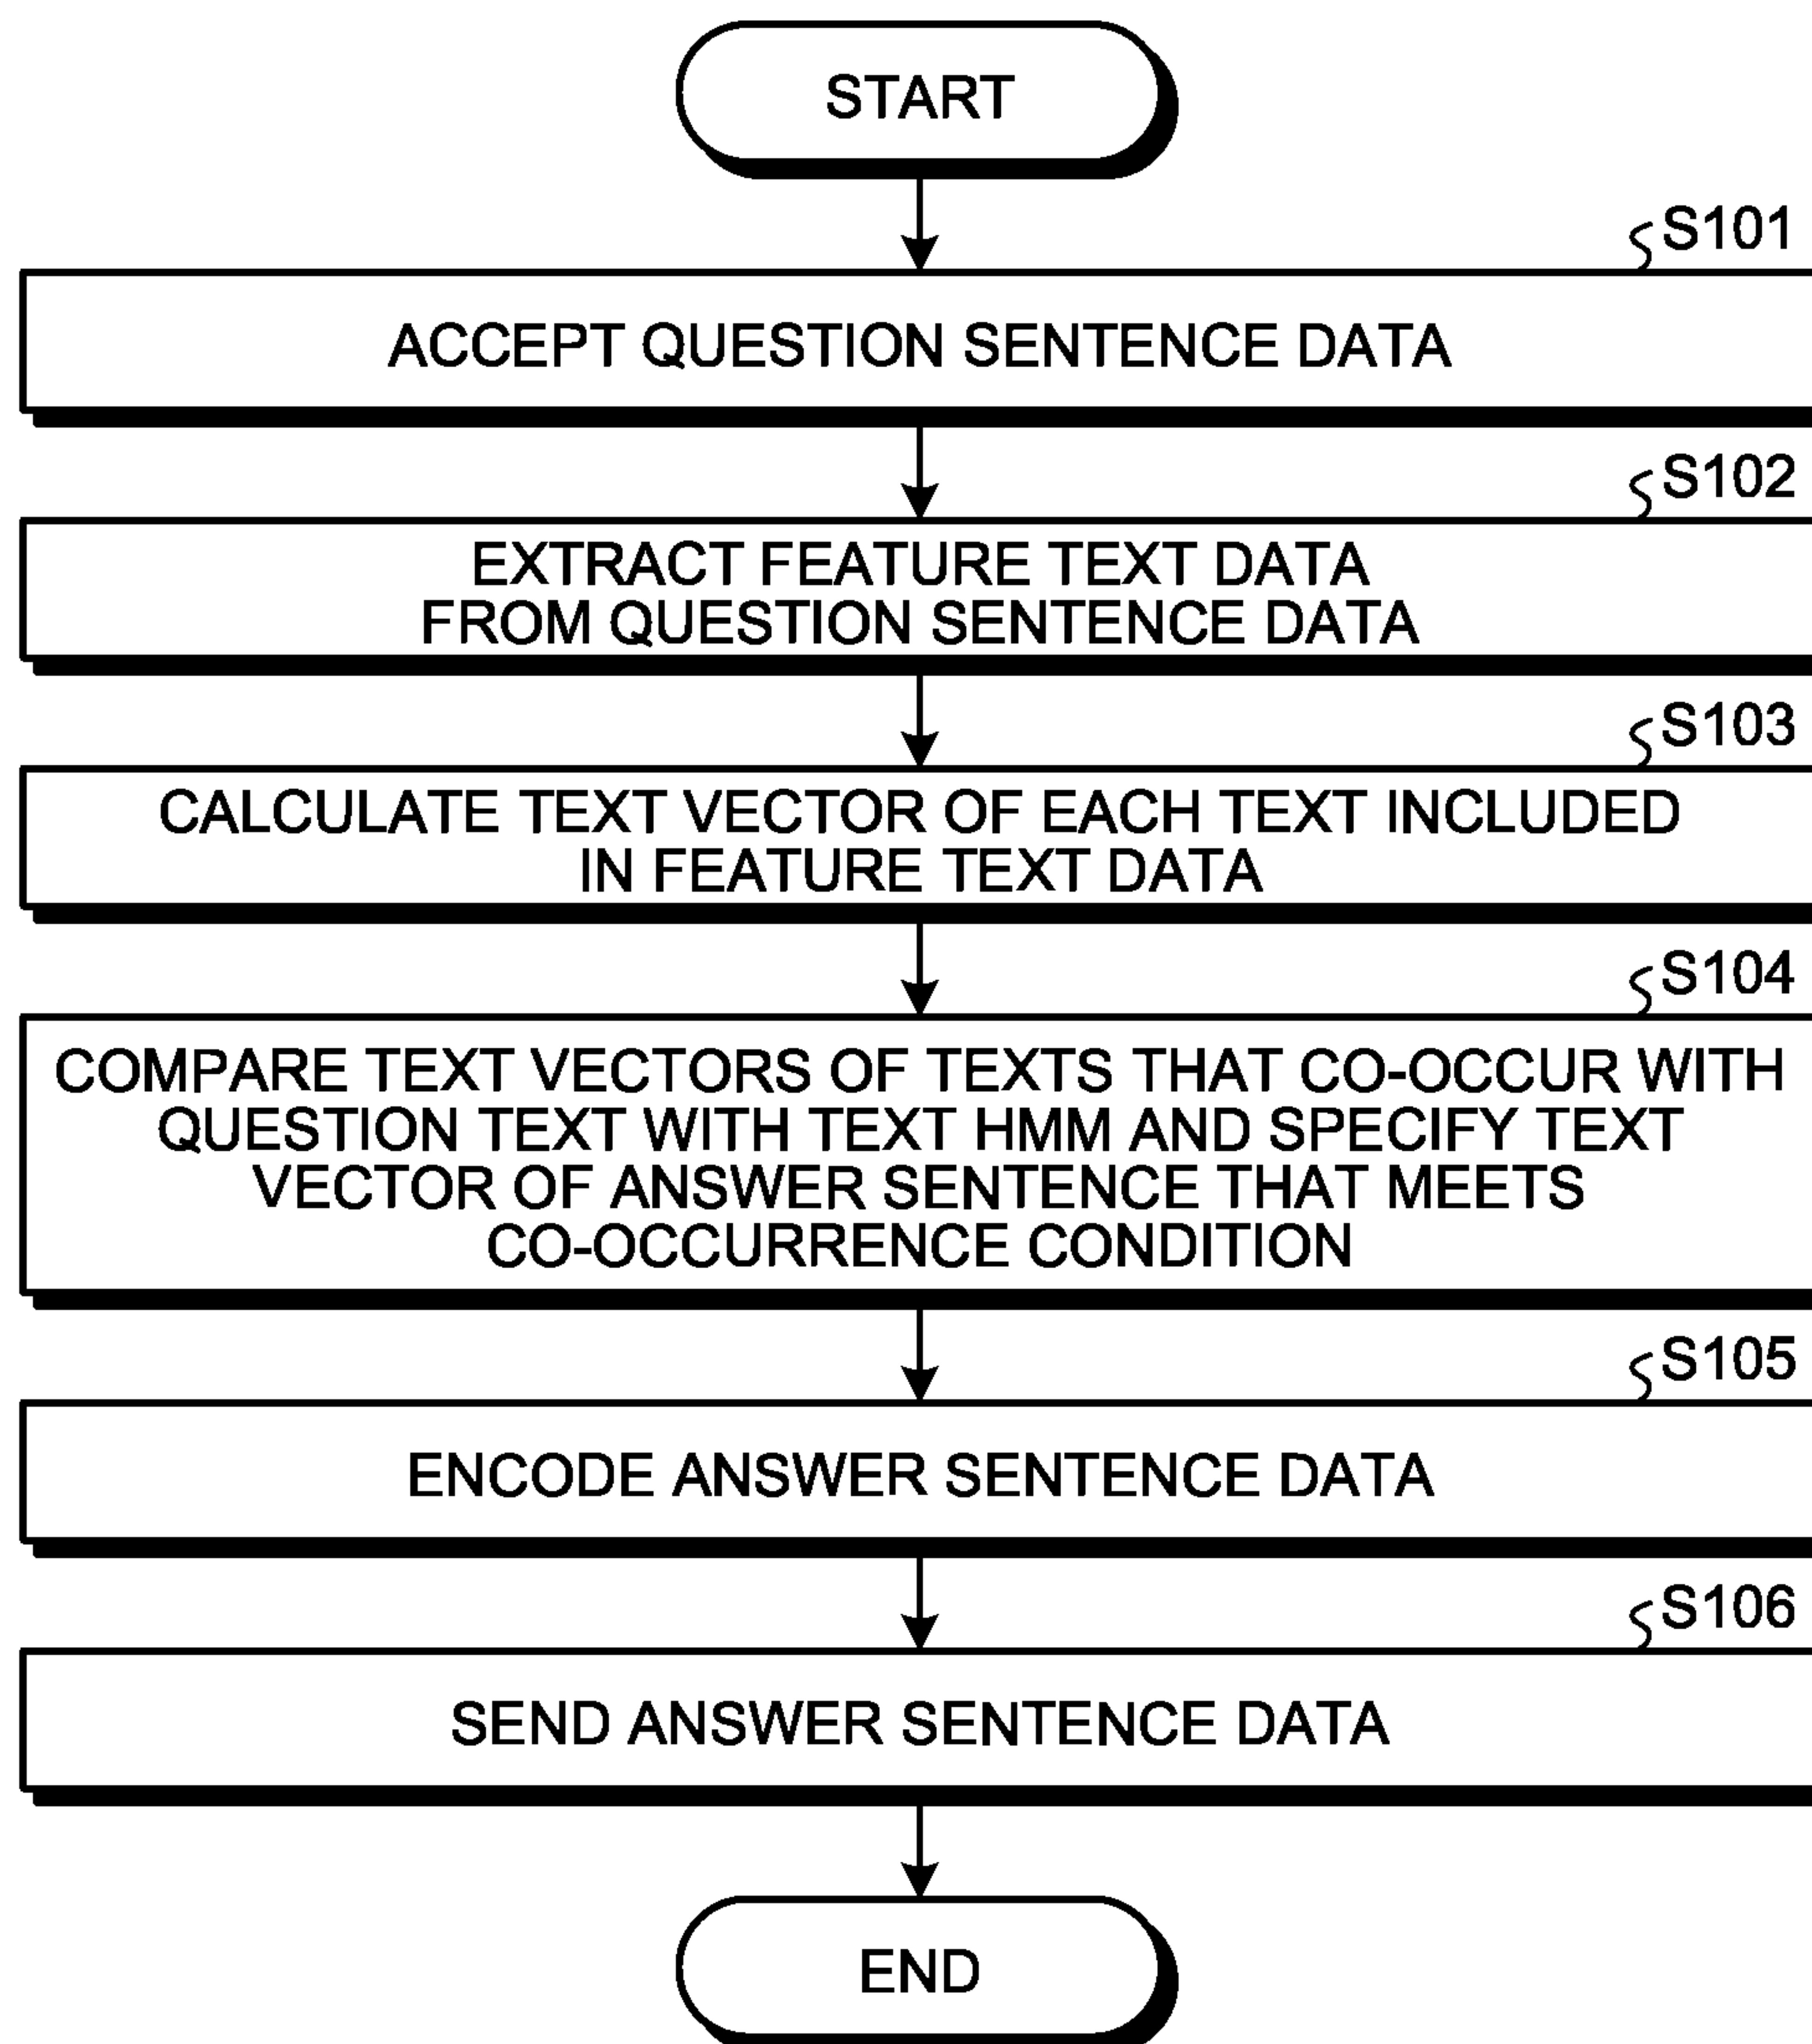 START
S101
ACCEPT QUESTION SENTENCE DATA
S102
EXTRACT FEATURE TEXT DATA
FROM QUESTION SENTENCE DATA
S103
CALCULATE TEXT VECTOR OF EACH TEXT INCLUDED
IN FEATURE TEXT DATA
S104
COMPARE TEXT VECTORS OF TEXTS THAT CO-OCCUR WITH
QUESTION TEXT WITH TEXT HMM AND SPECIFY TEXT
VECTOR OF ANSWER SENTENCE THAT MEETS
CO-OCCURRENCE CONDITION
S105
ENCODE ANSWER SENTENCE DATA
S106
SEND ANSWER SENTENCE DATA
END